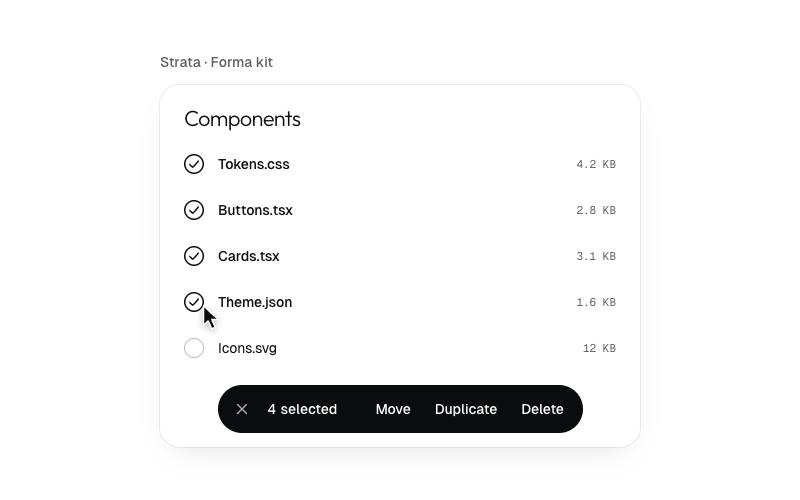 Strata · Forma kit
Components
Tokens.css 4.2 KB
Buttons.tsx 2.8 KB
Cards.tsx 3.1 KB
Theme.json 1.6 KB
Icons.svg 12 KB
4 selected Move Duplicate Delete